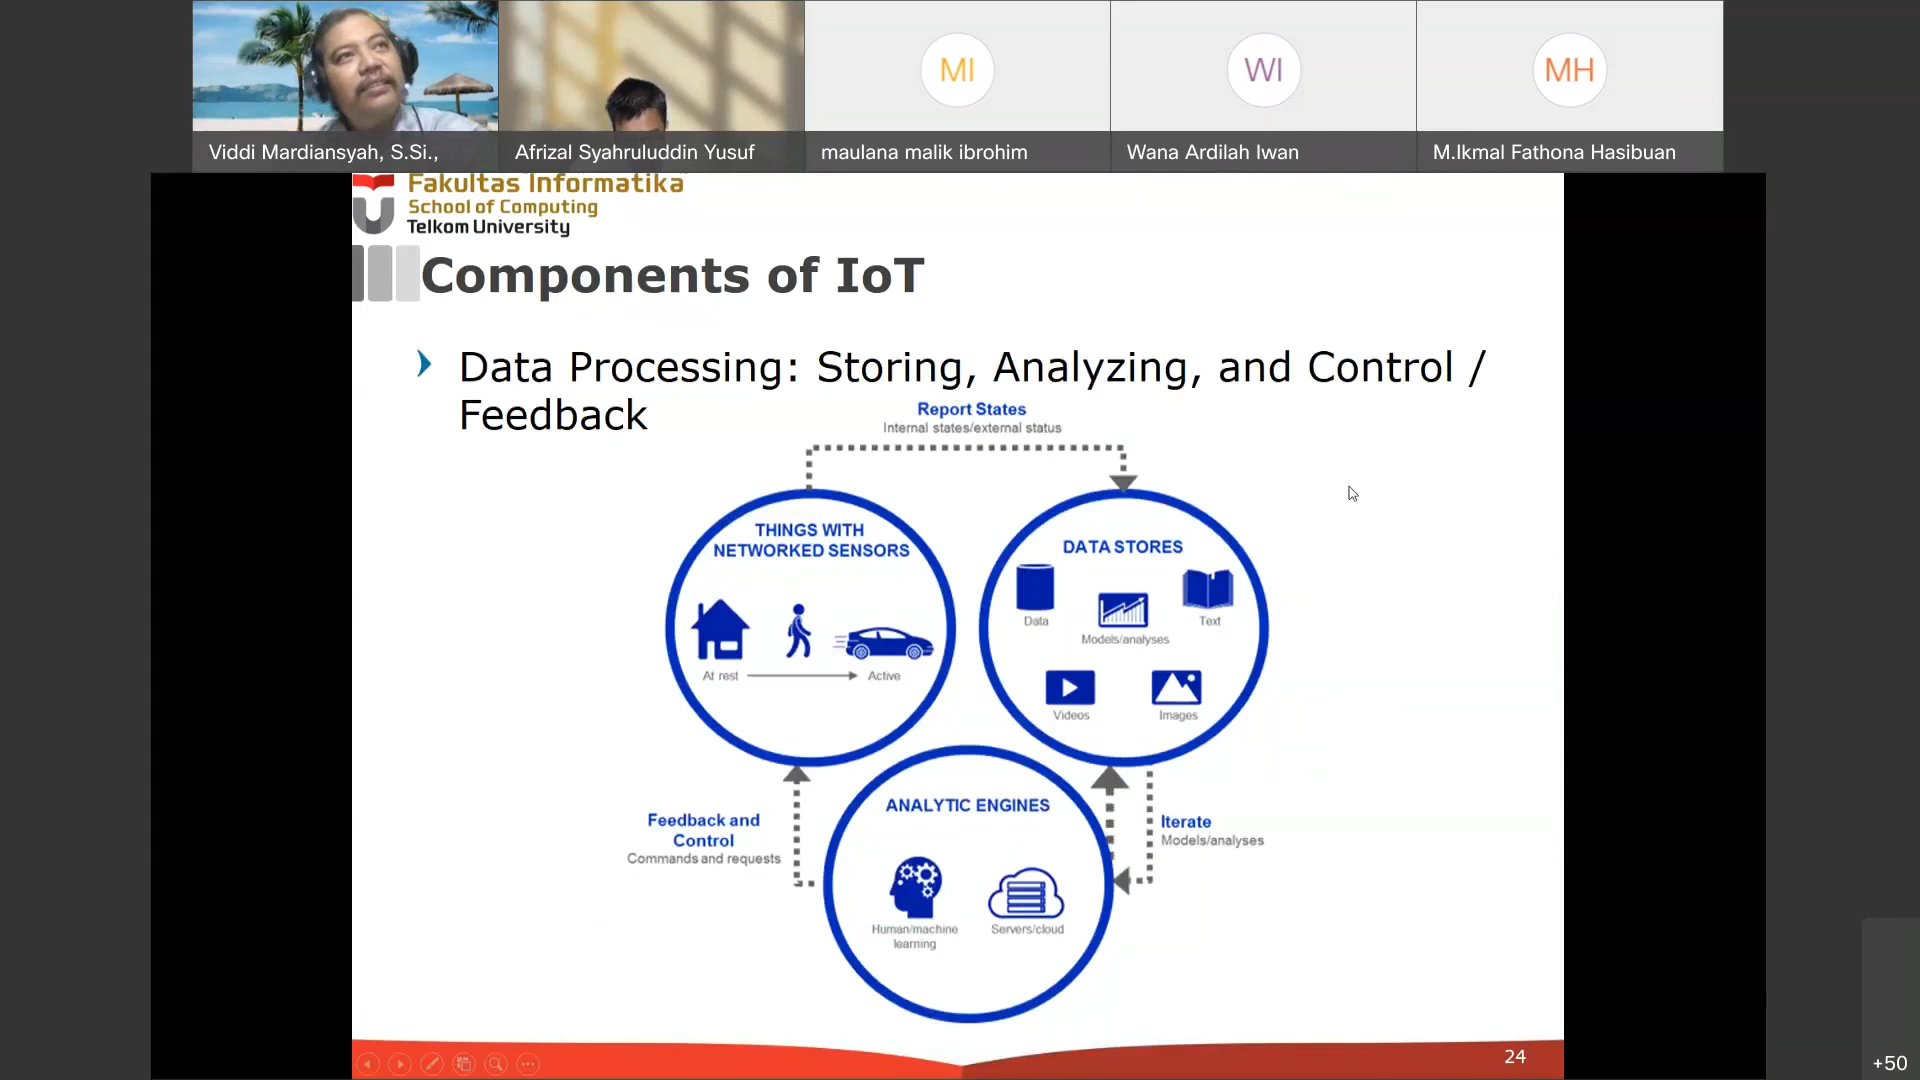 MI
WI
MH
Viddi Mardiansyah, S.Si.,
Afrizal Syahruluddin Yusuf
maulana malik ibrohim
Wana Ardilah Iwan
M.Ikmal Fathona Hasibuan
Fakultas Informatika
School of Computing
Telkom University
Components of IoT
Data Processing: Storing, Analyzing, and Control /
Feedback
Report States
Internal states/external status
THINGS WITH
NETWORKED SENSORS
At rest
Active
DATA STORES
Data
Models/analyses
Text
Videos
Images
Feedback and
Control
Commands and requests
ANALYTIC ENGINES
Human/machine
learning
Servers/cloud
Iterate
Models/analyses
24
+50